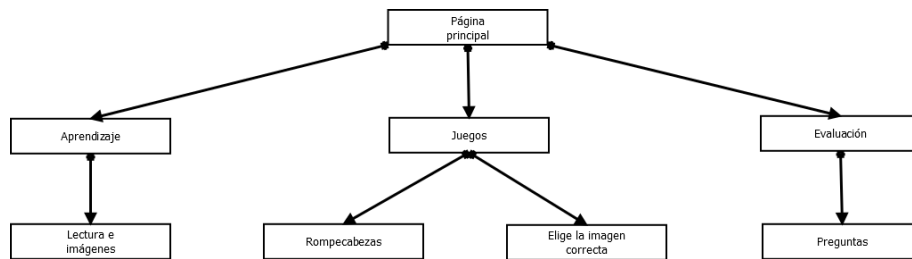 Página
principal
Aprendizaje
Juegos
Evaluación
Lectura e
imágenes
Rompecabezas
Elige la imagen
correcta
Preguntas